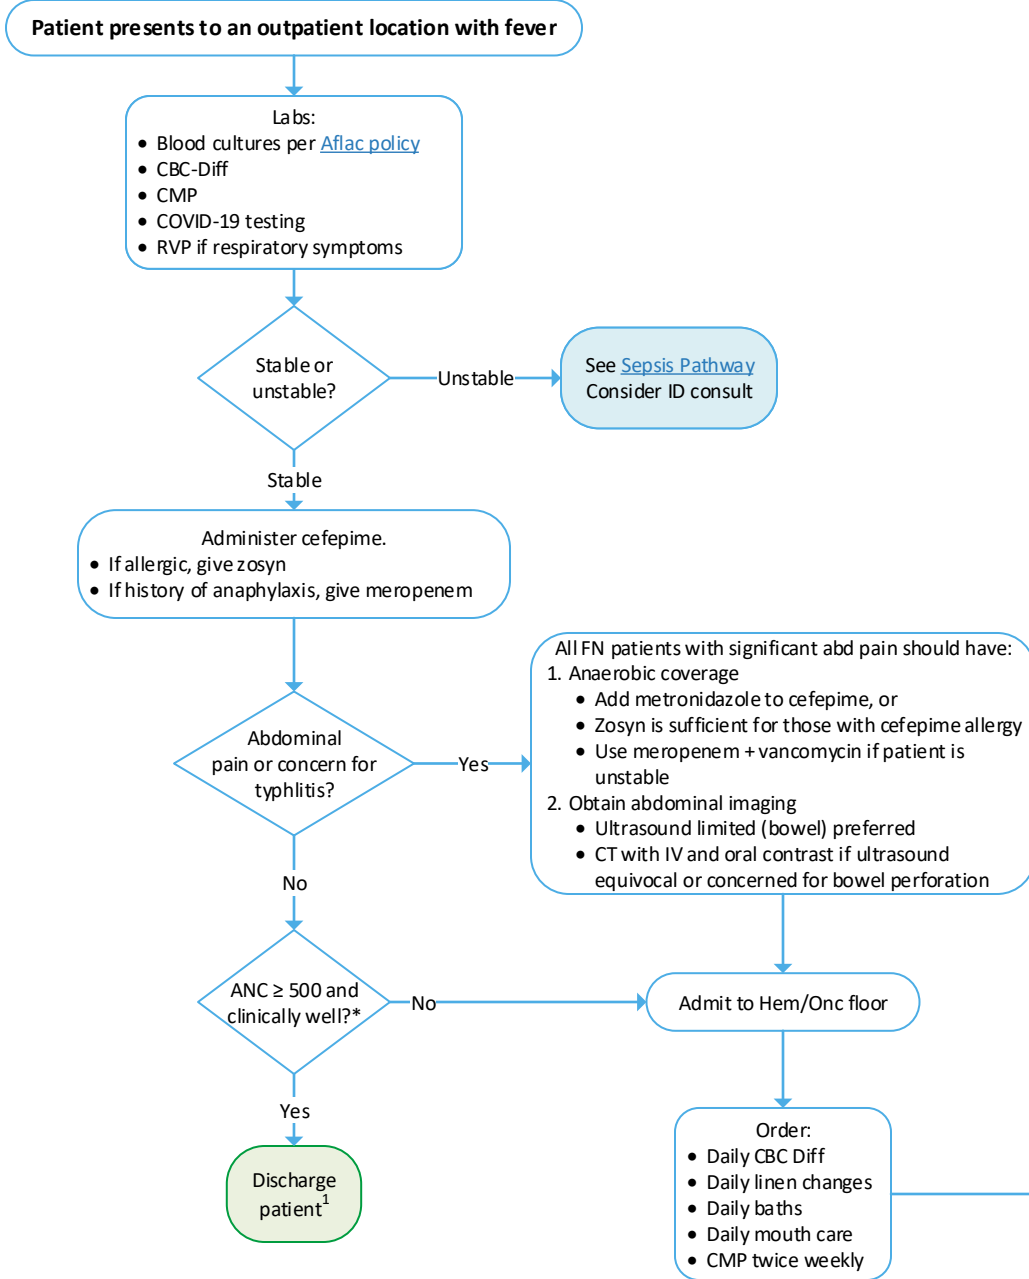 Patient presents to an outpatient location with fever
Labs:
• Blood cultures per Aflac policy
• CBC-Diff
• CMP
• COVID-19 testing
• RVP if respiratory symptoms
Stable or
unstable?
Unstable
See Sepsis Pathway
Consider ID consult
Stable
Administer cefepime.
• If allergic, give zosyn
• If history of anaphylaxis, give meropenem
All FN patients with significant abd pain should have:
1. Anaerobic coverage
• Add metronidazole to cefepime, or
• Zosyn is sufficient for those with cefepime allergy
• Use meropenem + vancomycin if patient is
unstable
2. Obtain abdominal imaging
• Ultrasound limited (bowel) preferred
• CT with IV and oral contrast if ultrasound
equivocal or concerned for bowel perforation
Abdominal
pain or concern for
typhlitis?
Yes
No
ANC ≥ 500 and
clinically well?*
No
Admit to Hem/Onc floor
Yes
Discharge
patient1
Order:
• Daily CBC Diff
• Daily linen changes
• Daily baths
• Daily mouth care
• CMP twice weekly